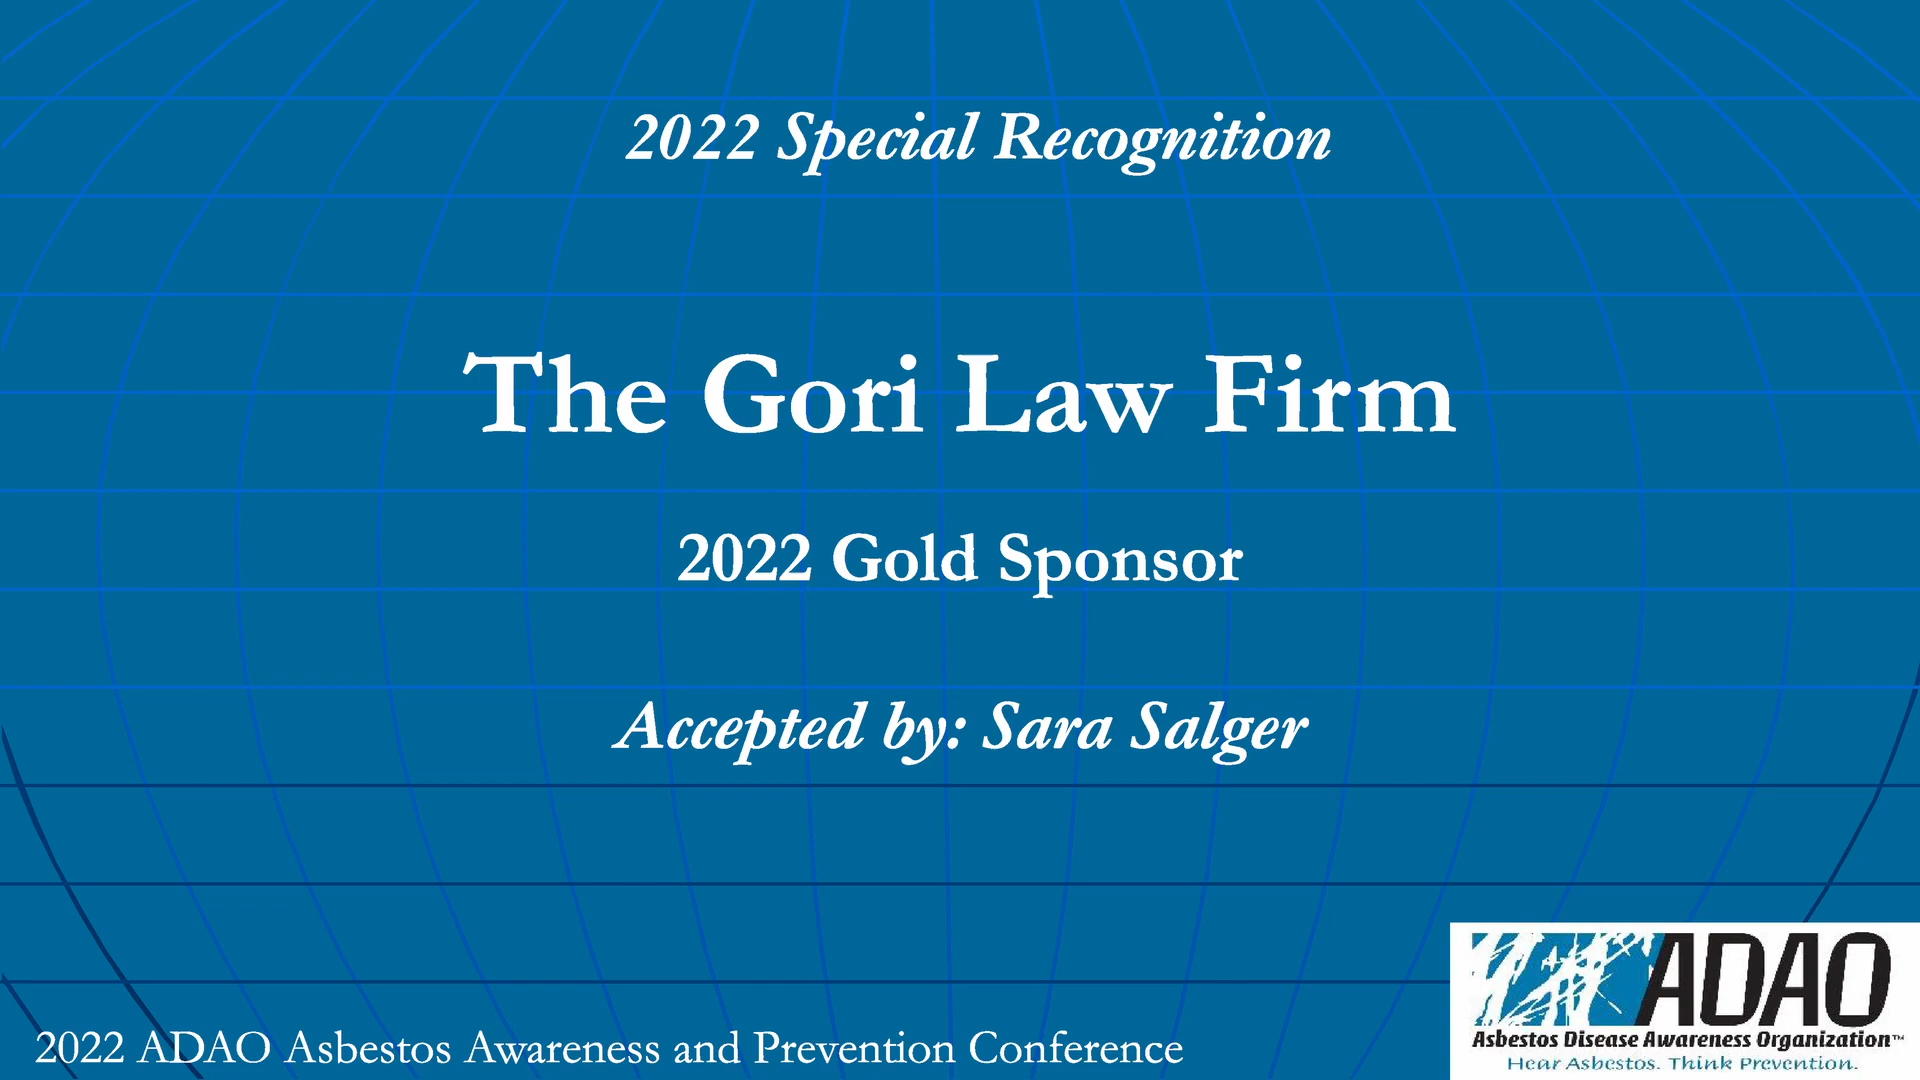 2022 Special Recognition
The Gori Law Firm
2022 Gold Sponsor
Accepted by: Sara Salger
2022 ADAO Asbestos Awareness and Prevention Conference
ADAO
Asbestos Disease Awareness Organization™
Hear Asbestos. Think Prevention.